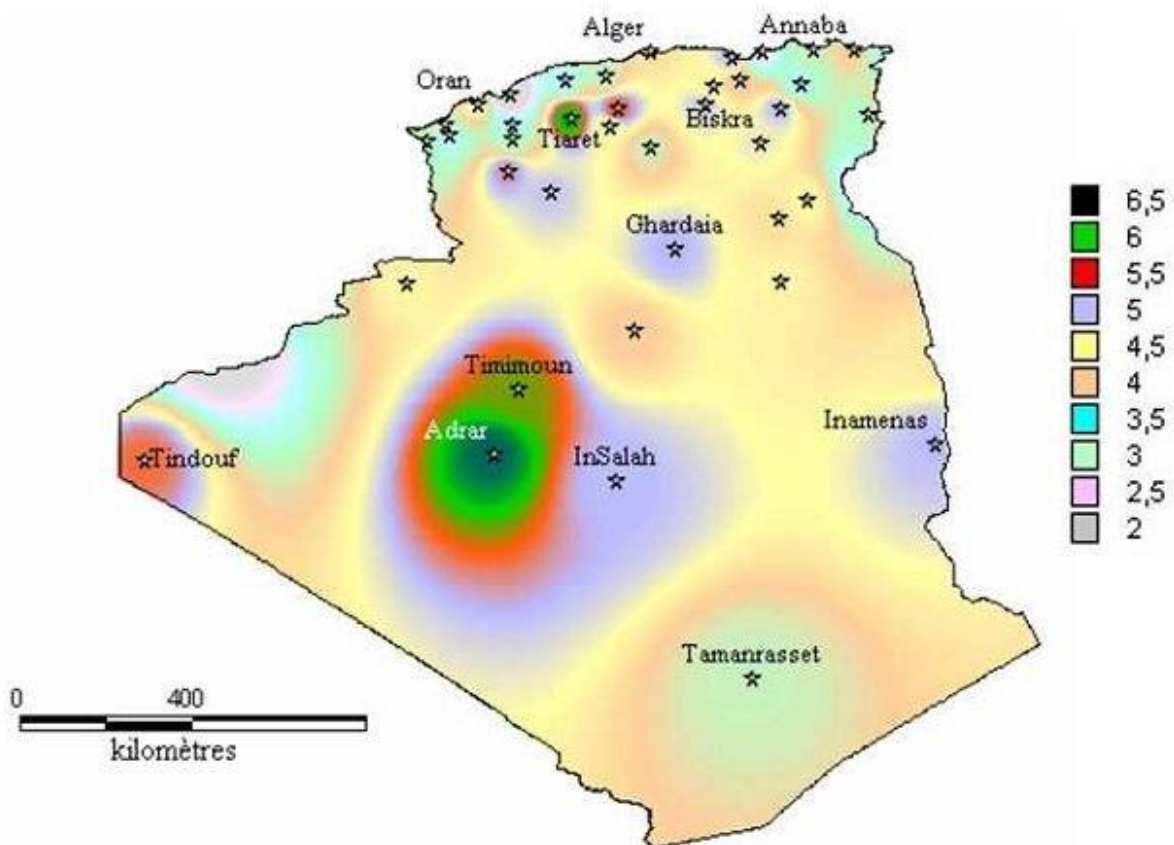 Alger
Annaba
Oran
Tiaret
Biskra
Ghardaia
Timimoun
Adrar
Tindouf
InSalah
Inamenas
Tamanrasset
0 400
kilomètres
6,5
6
5,5
5
4,5
4
3,5
3
2,5
2